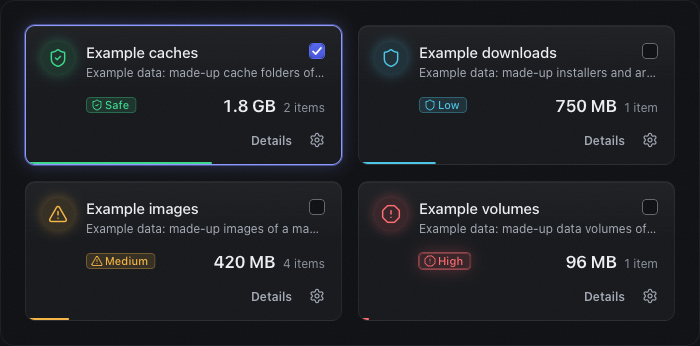 Example caches
Example data: made-up cache folders of…
Safe
1.8 GB 2 items
Details
Example downloads
Example data: made-up installers and ar…
Low
750 MB 1 item
Details
Example images
Example data: made-up images of a ma…
Medium
420 MB 4 items
Details
Example volumes
Example data: made-up data volumes of…
High
96 MB 1 item
Details